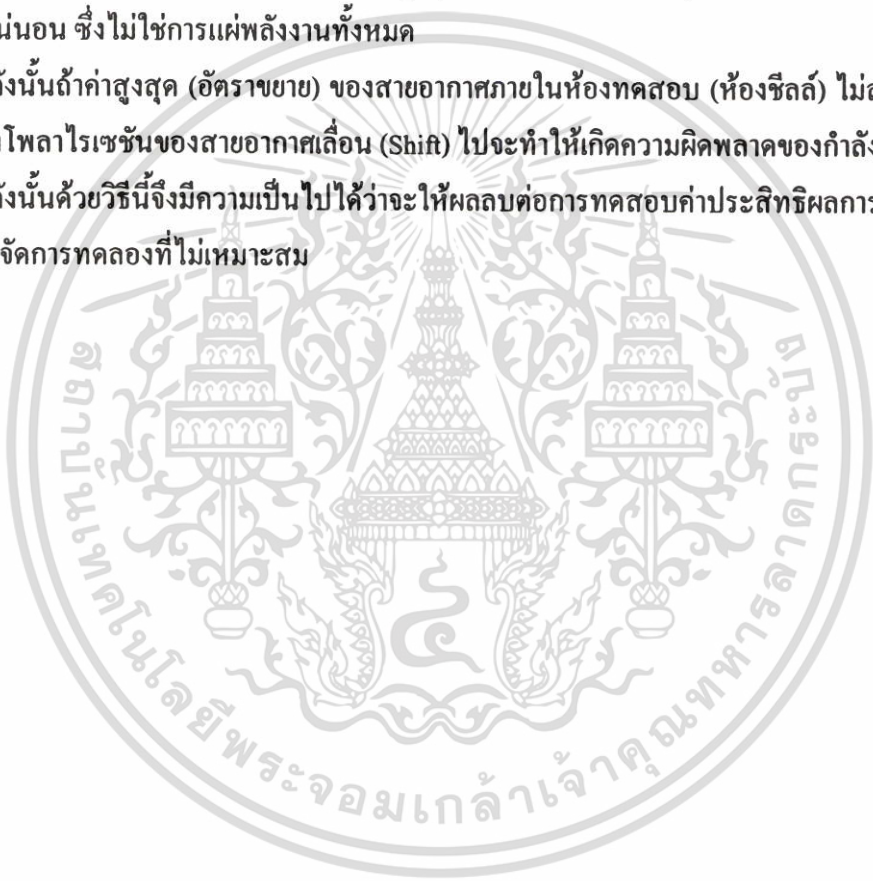 น่นอน ซึ่งไม่ใช่การแผ่พลังงานทั้งหมด
ังนั้นถ้าค่าสูงสุด (อัตราขยาย) ของสายอากาศภายในห้องทดสอบ (ห้องชีลล์) ไม่ส
โพลาไรเซชันของสายอากาศเลื่อน (Shift) ไปจะทำให้เกิดความผิดพลาดของกำลัง
ังนั้นด้วยวิธีนี้จึงมีความเป็นไปได้ว่าจะให้ผลลบต่อการทดสอบค่าประสิทธิผลการ
จัดการทดลองที่ไม่เหมาะสม
สถาบันเทคโนโลยีพระจอมเกล้าเจ้าคุณทหารลาดกระบัง